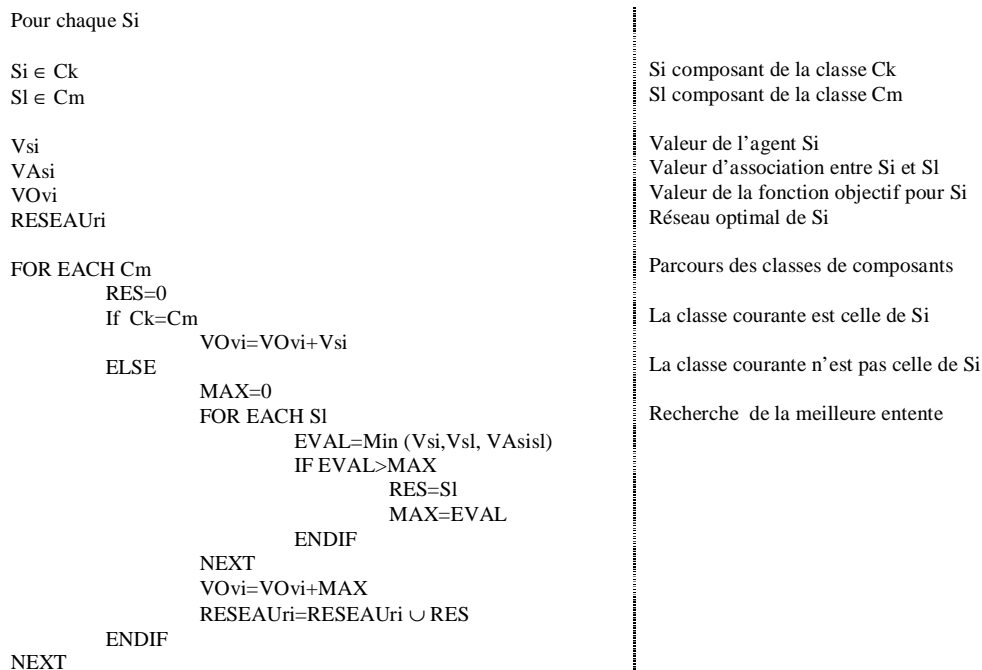 Pour chaque Si
Si ∈ Ck
Si composant de la classe Ck
Sl ∈ Cm
Sl composant de la classe Cm
Vsi
Valeur de l’agent Si
VAsi
Valeur d’association entre Si et Sl
VOvi
Valeur de la fonction objectif pour Si
RESEAUri
Réseau optimal de Si
FOR EACH Cm
Parcours des classes de composants
RES=0
If Ck=Cm
La classe courante est celle de Si
VOvi=VOvi+Vsi
ELSE
La classe courante n’est pas celle de Si
MAX=0
FOR EACH Sl
Recherche de la meilleure entente
EVAL=Min (Vsi,Vsl, VAsisl)
IF EVAL>MAX
RES=Sl
MAX=EVAL
ENDIF
NEXT
VOvi=VOvi+MAX
RESEAUri=RESEAUri ∪ RES
ENDIF
NEXT